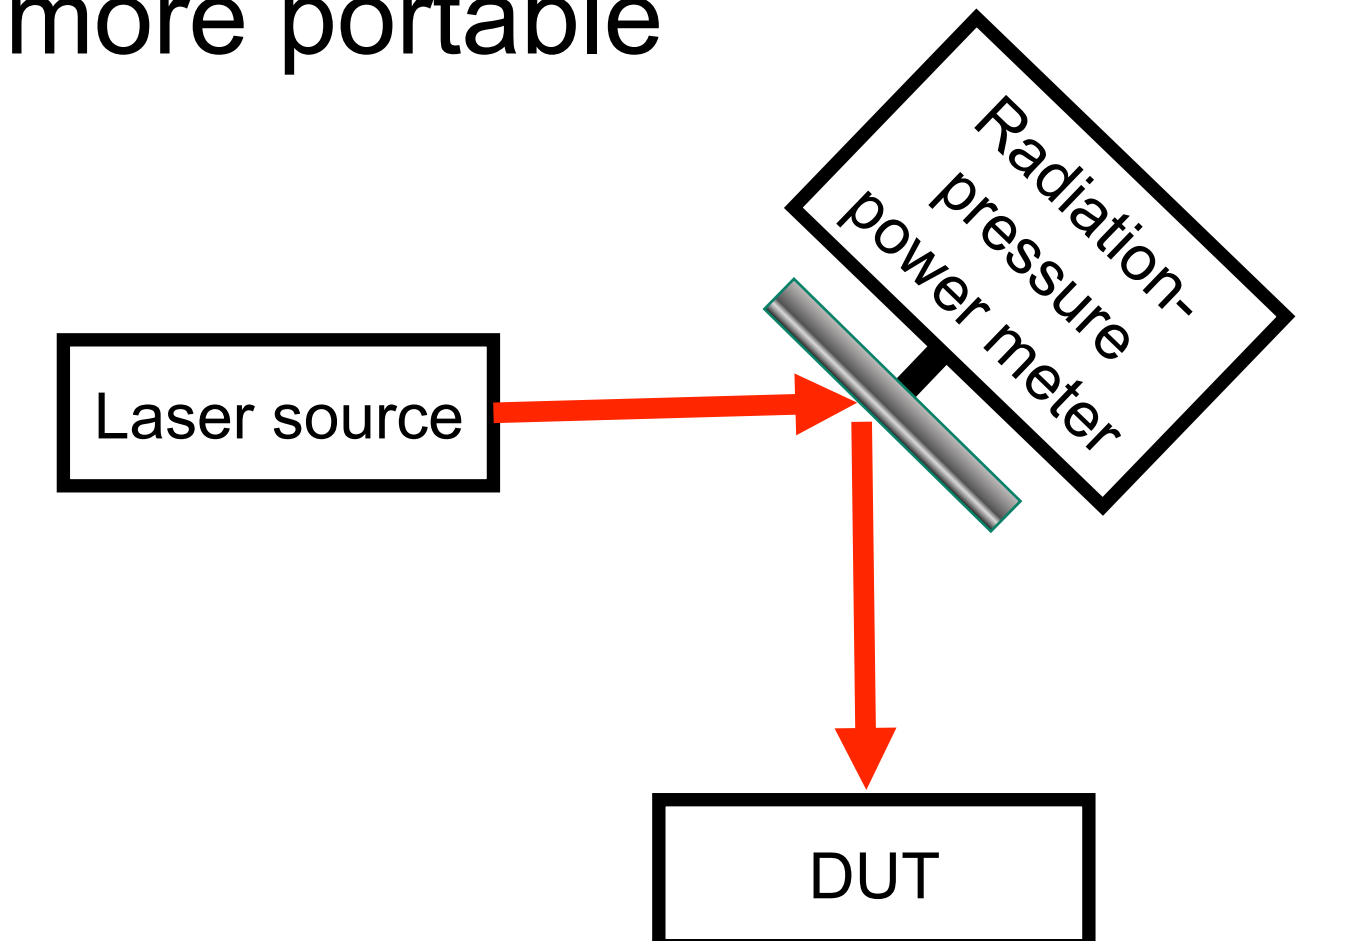 more portable
Radiation-
pressure
power meter
Laser source
DUT